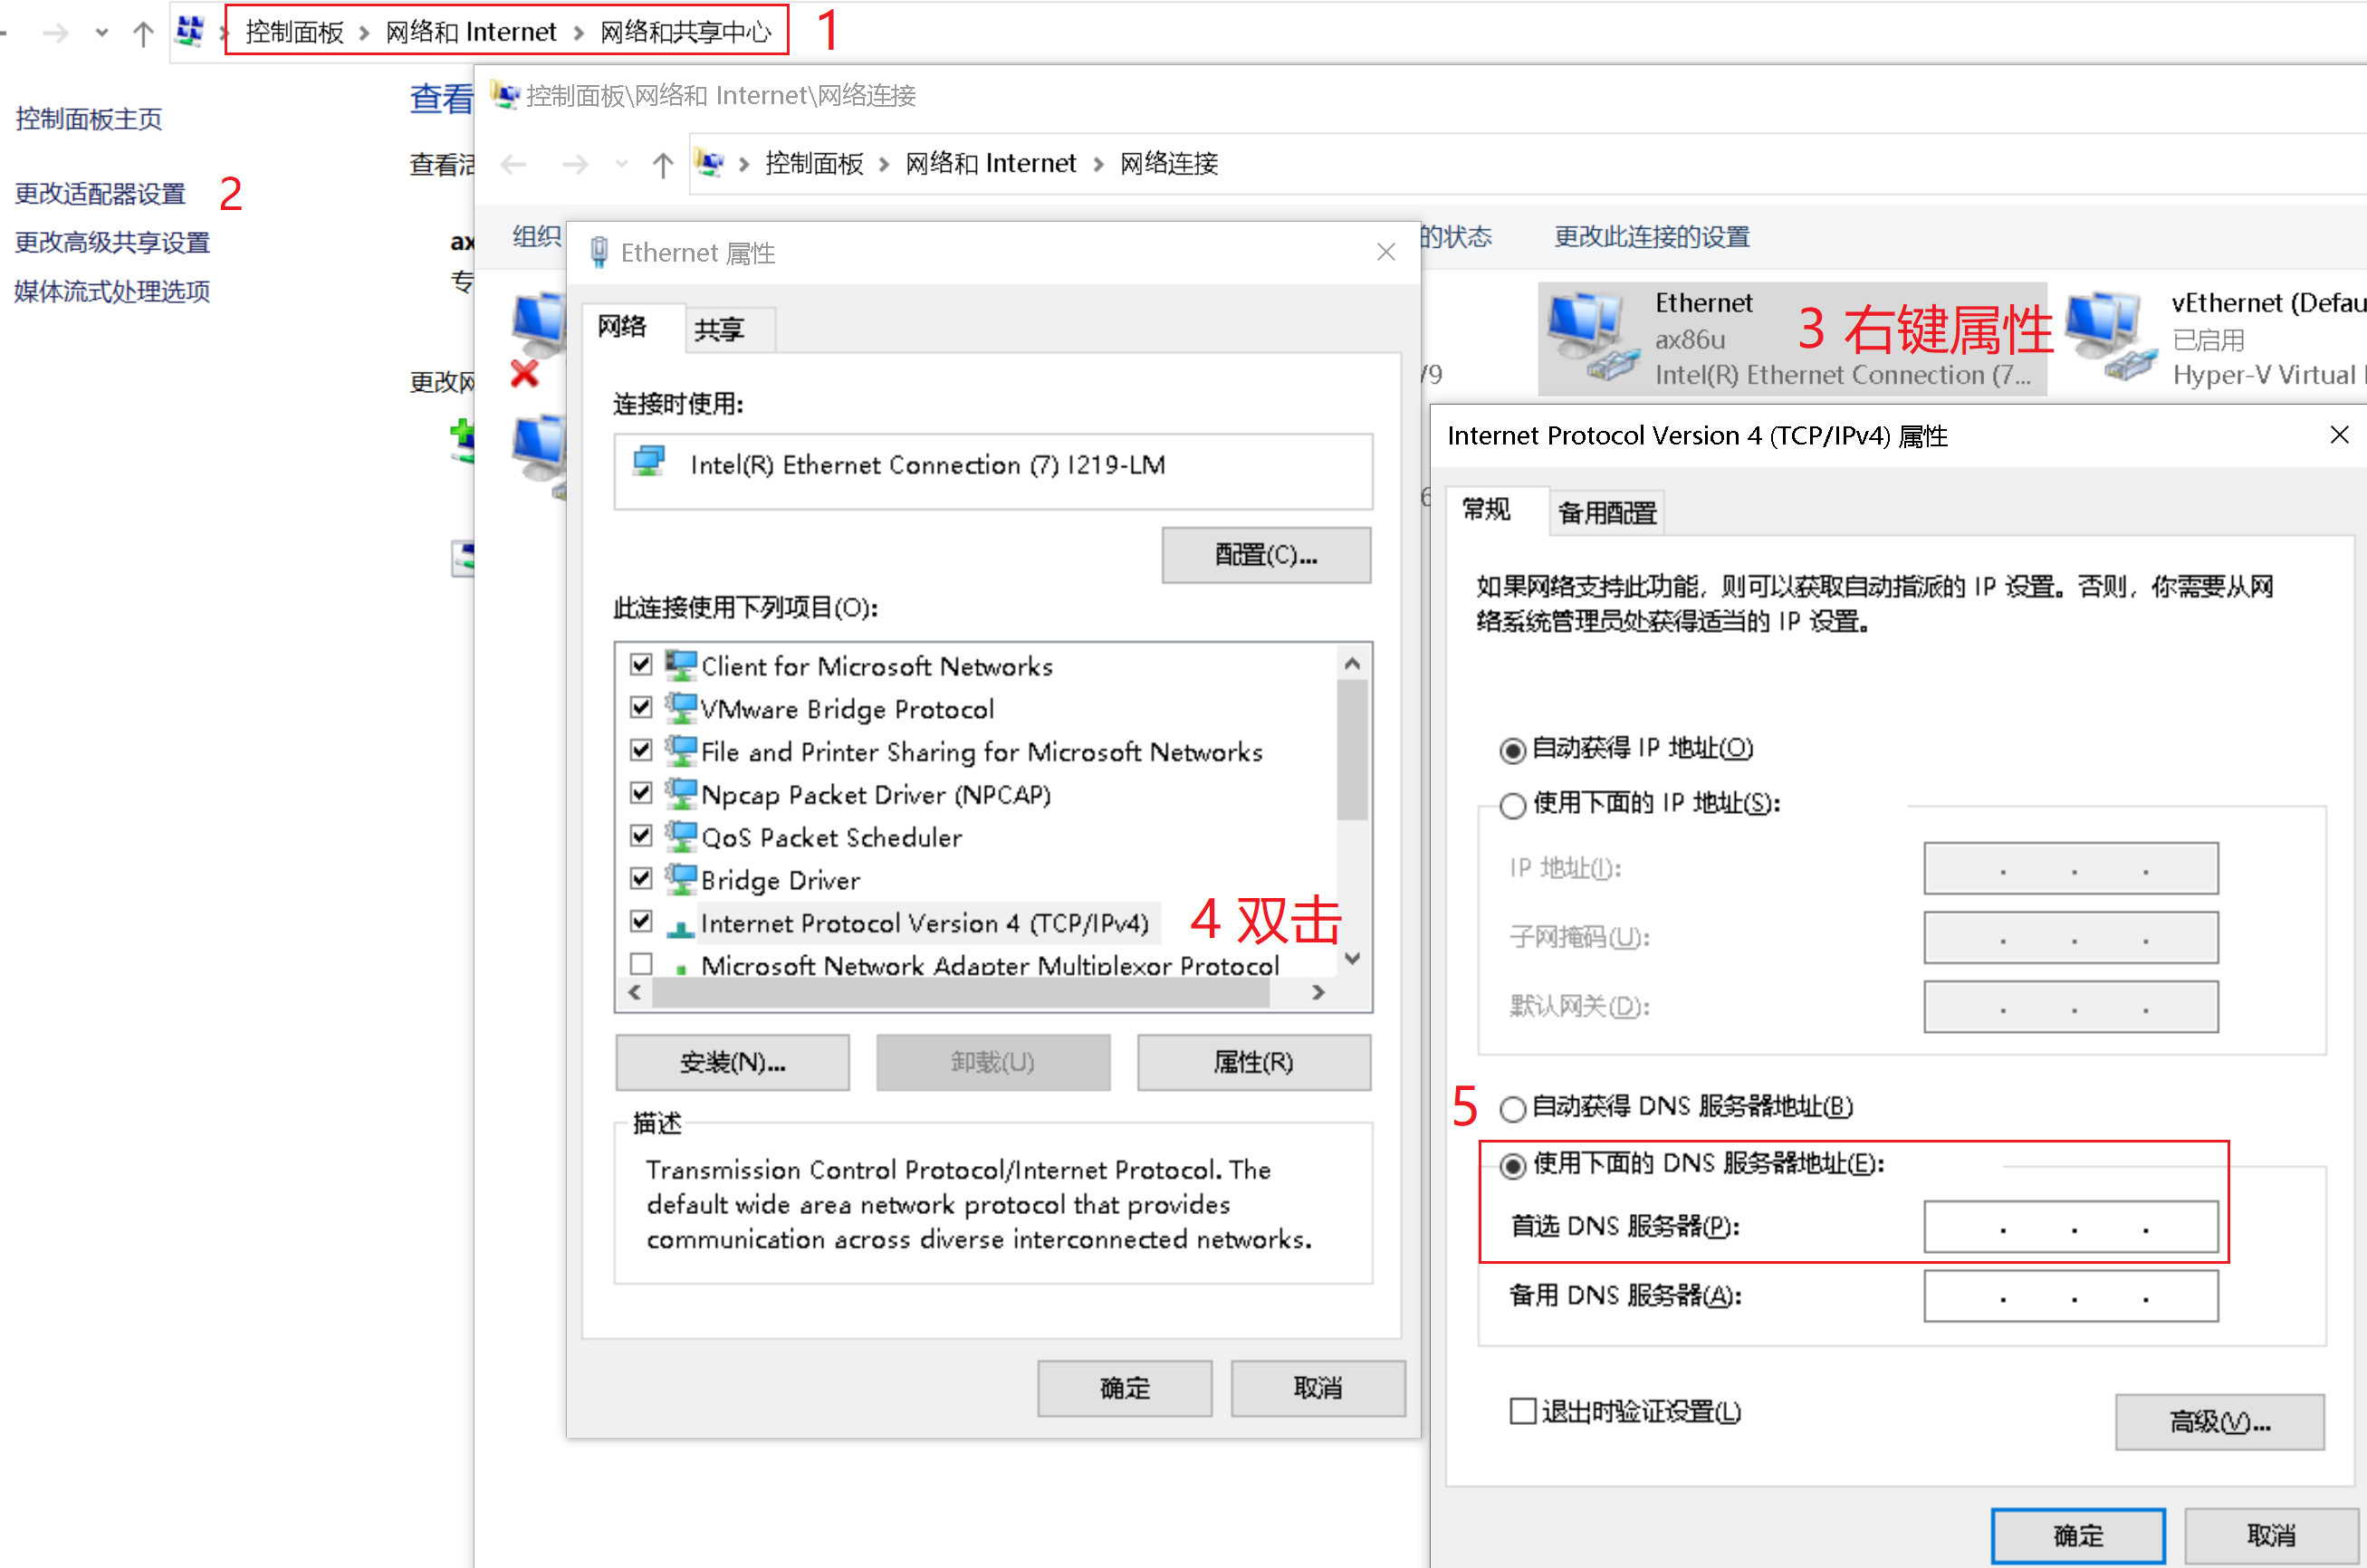 控制面板 > 网络和 Internet > 网络和共享中心
1
控制面板主页
更改适配器设置
2
更改高级共享设置
媒体流式处理选项
查看
查看活
ax
专
更改网
控制面板\网络和 Internet\网络连接
控制面板 > 网络和 Internet > 网络连接
组织
的状态
更改此连接的设置
/9
Ethernet
ax86u
Intel(R) Ethernet Connection (7...
3 右键属性
vEthernet (Defau
已启用
Hyper-V Virtual
Ethernet 属性
网络
共享
连接时使用:
Intel(R) Ethernet Connection (7) I219-LM
配置(C)...
此连接使用下列项目(O):
Client for Microsoft Networks
VMware Bridge Protocol
File and Printer Sharing for Microsoft Networks
Npcap Packet Driver (NPCAP)
QoS Packet Scheduler
Bridge Driver
Internet Protocol Version 4 (TCP/IPv4)
4 双击
Microsoft Network Adapter Multiplexor Protocol
安装(N)...
卸载(U)
属性(R)
描述
Transmission Control Protocol/Internet Protocol. The
default wide area network protocol that provides
communication across diverse interconnected networks.
确定
取消
Internet Protocol Version 4 (TCP/IPv4) 属性
常规
备用配置
如果网络支持此功能，则可以获取自动指派的 IP 设置。否则，你需要从网
络系统管理员处获得适当的 IP 设置。
自动获得 IP 地址(O)
使用下面的 IP 地址(S):
IP 地址(I):
. . .
子网掩码(U):
. . .
默认网关(D):
. . .
5
自动获得 DNS 服务器地址(B)
使用下面的 DNS 服务器地址(E):
首选 DNS 服务器(P):
. . .
备用 DNS 服务器(A):
. . .
退出时验证设置(L)
高级(V)...
确定
取消